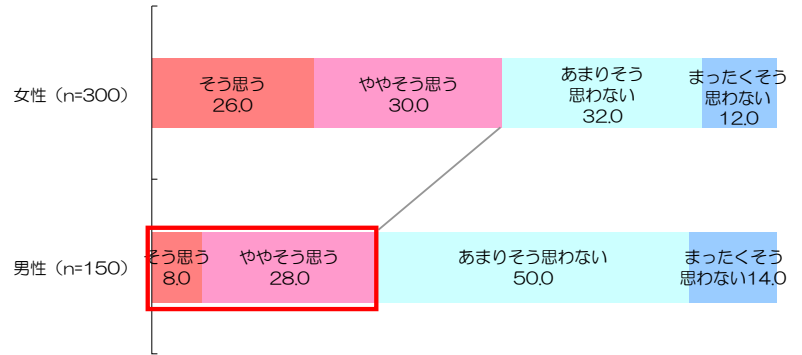 女性（n=300）
そう思う
26.0
ややそう思う
30.0
あまりそう
思わない
32.0
まったくそう
思わない
12.0
男性（n=150）
そう思う
8.0
ややそう思う
28.0
あまりそう思わない
50.0
まったくそう
思わない14.0